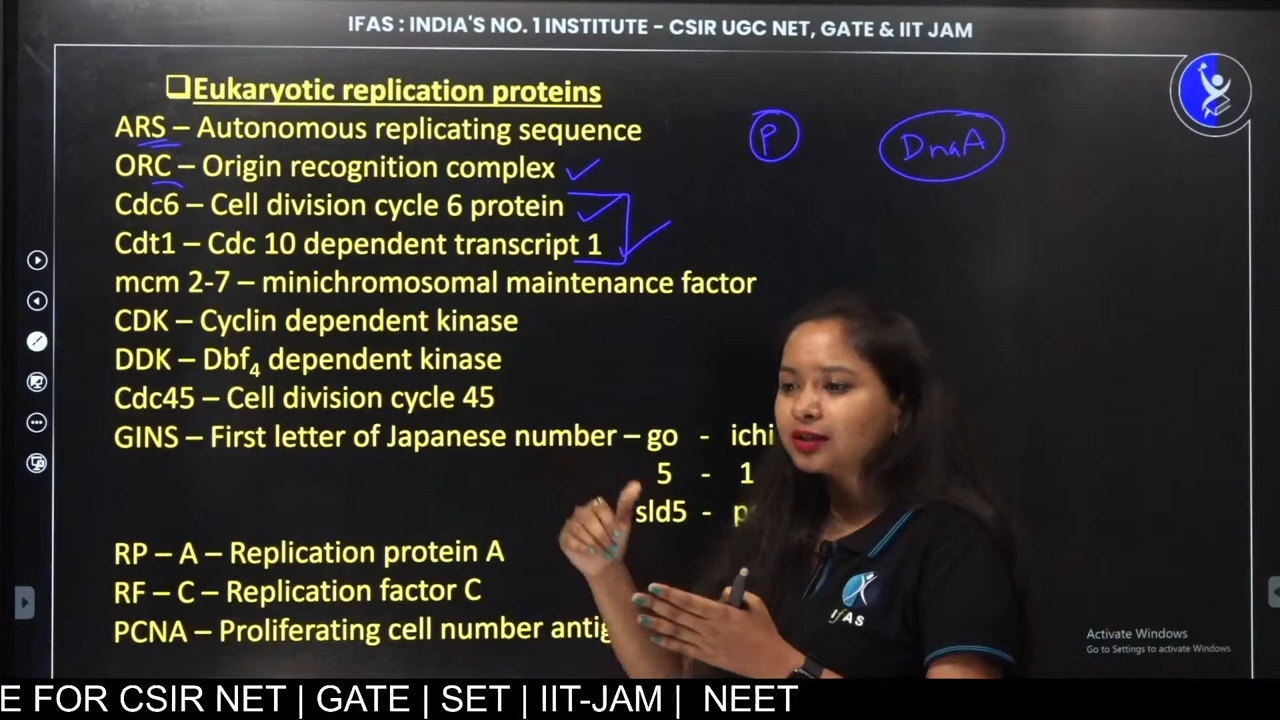 IFAS : INDIA'S NO. 1 INSTITUTE – CSIR UGC NET, GATE & IIT JAM
Eukaryotic replication proteins
ARS – Autonomous replicating sequence
P DnaA
ORC – Origin recognition complex
Cdc6 – Cell division cycle 6 protein
Cdt1 – Cdc 10 dependent transcript 1
mcm 2-7 – minichromosomal maintenance factor
CDK – Cyclin dependent kinase
DDK – Dbf4 dependent kinase
Cdc45 – Cell division cycle 45
GINS – First letter of Japanese number – go - ichi
5 - 1
sld5 -
RP – A – Replication protein A
RF – C – Replication factor C
PCNA – Proliferating cell number
IFAS
Activate Windows
Go to Settings to activate Windows.
E FOR CSIR NET | GATE | SET | IIT-JAM | NEET